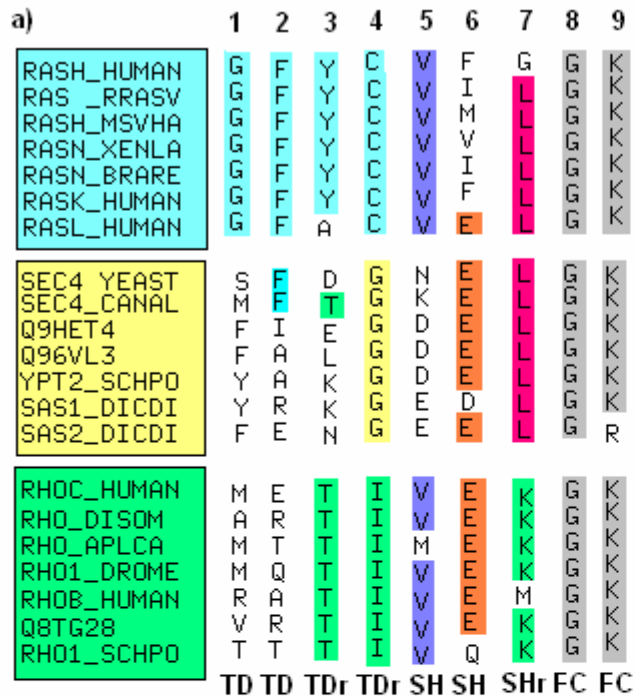 a) 1 2 3 4 5 6 7 8 9
RASH_HUMAN G F Y C V F G G K
RAS _RRASV G F Y C V I L G K
RASH_MSVHA G F Y C V M L G K
RASN_XENLA G F Y C V V L G K
RASN_BRARE G F Y C V I L G K
RASK_HUMAN G F Y C V F L G K
RASL_HUMAN G F A C V E L G K
SEC4_YEAST S F D G N E L G K
SEC4_CANAL M F T G K E L G K
Q9HET4 F I E G D E L G K
Q96VL3 F A L G D E L G K
YPT2_SCHPO Y A K G D E L G K
SAS1_DICDI Y R K G E D L G K
SAS2_DICDI F E N G E E L G R
RHOC_HUMAN M E T I V E K G K
RHO_DISOM A R T I V E K G K
RHO_APLCA M T T I M E K G K
RHO1_DROME M Q T I V E K G K
RHOB_HUMAN R A T I V E M G K
Q8TG28 V R T I V E K G K
RHO1_SCHPO T T T I V Q K G K
TD TD TDr TDr SH SH SHr FC FC